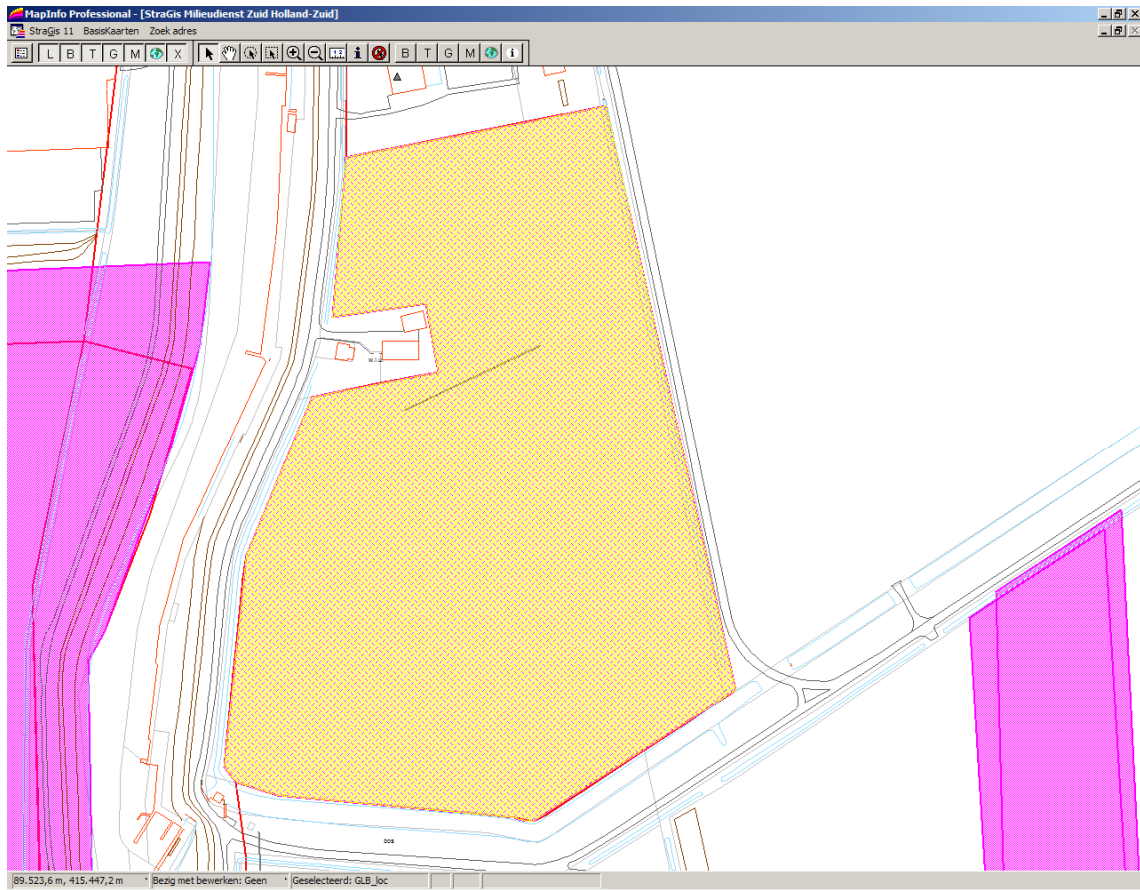 MapInfo Professional - [StraGis Milieudienst Zuid Holland-Zuid]
StraGis 11 BasisKaarten Zoek adres
L B T G M X B T G M i
89.523,6 m, 415.447,2 m Bezig met bewerken: Geen Geselecteerd: GLB_loc